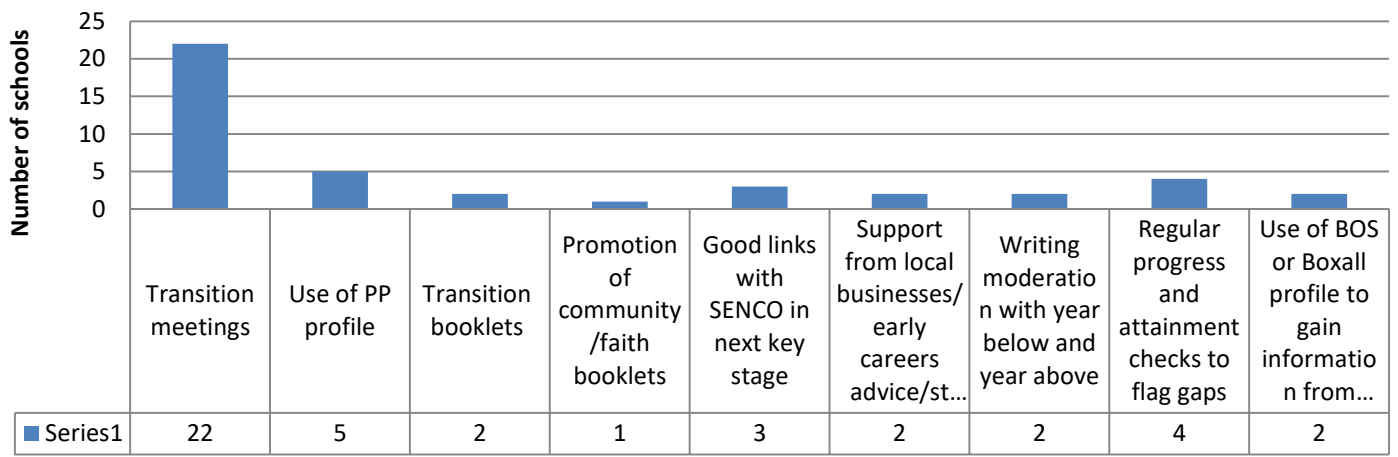 Number of schools
25
20
15
10
5
0
Transition
meetings
Use of PP
profile
Transition
booklets
Promotion
of
community
/faith
booklets
Good links
with
SENCO in
next key
stage
Support
from local
businesses/
early
careers
advice/st…
Writing
moderatio
n with year
below and
year above
Regular
progress
and
attainment
checks to
flag gaps
Use of BOS
or Boxall
profile to
gain
informatio
n from…
Series1 22 5 2 1 3 2 2 4 2